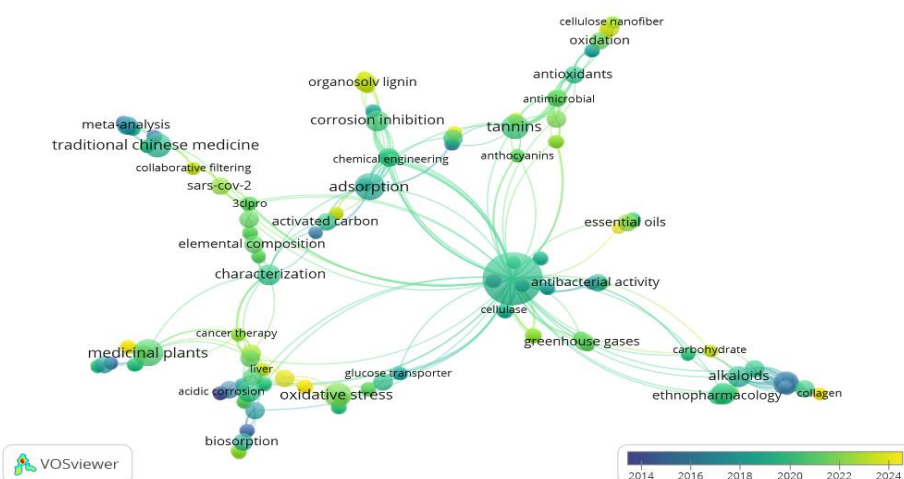 cellulose nanofiber
oxidation
antioxidants
organosolv lignin
antimicrobial
corrosion inhibition
tannins
meta-analysis
traditional chinese medicine
chemical engineering
anthocyanins
collaborative filtering
adsorption
sars-cov-2
3clpro
activated carbon
essential oils
elemental composition
characterization
antibacterial activity
cellulase
cancer therapy
greenhouse gases
medicinal plants
carbohydrate
liver
glucose transporter
alkaloids
acidic corrosion
oxidative stress
ethnopharmacology
collagen
biosorption
VOSviewer
2014 2016 2018 2020 2022 2024